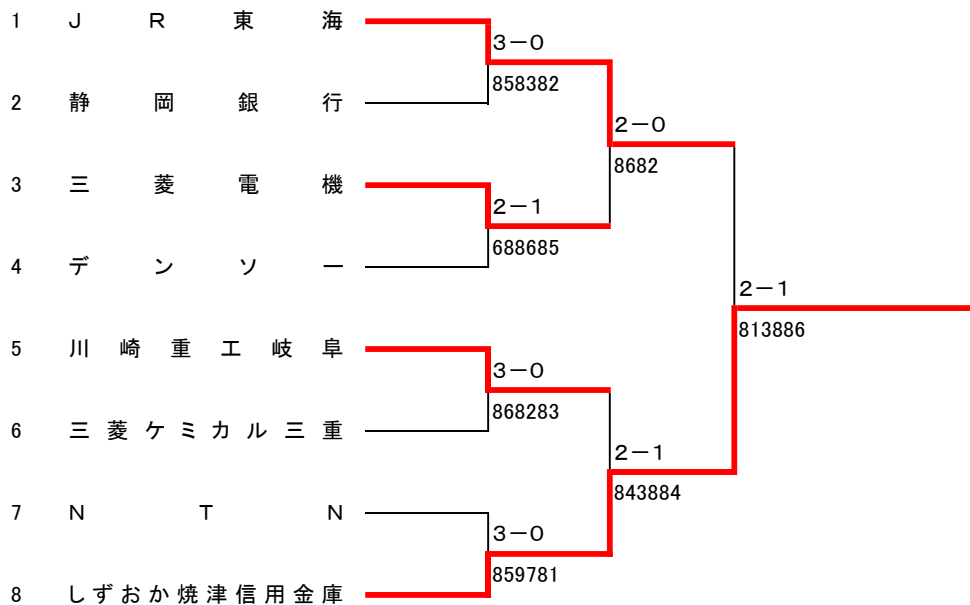 1 JR東海
3-0
858382
2 静岡銀行
2-0
8682
3 三菱電機
2-1
688685
4 デンソー
2-1
813886
5 川崎重工岐阜
3-0
868283
6 三菱ケミカル三重
2-1
843884
7 NTN
3-0
859781
8 しずおか焼津信用金庫